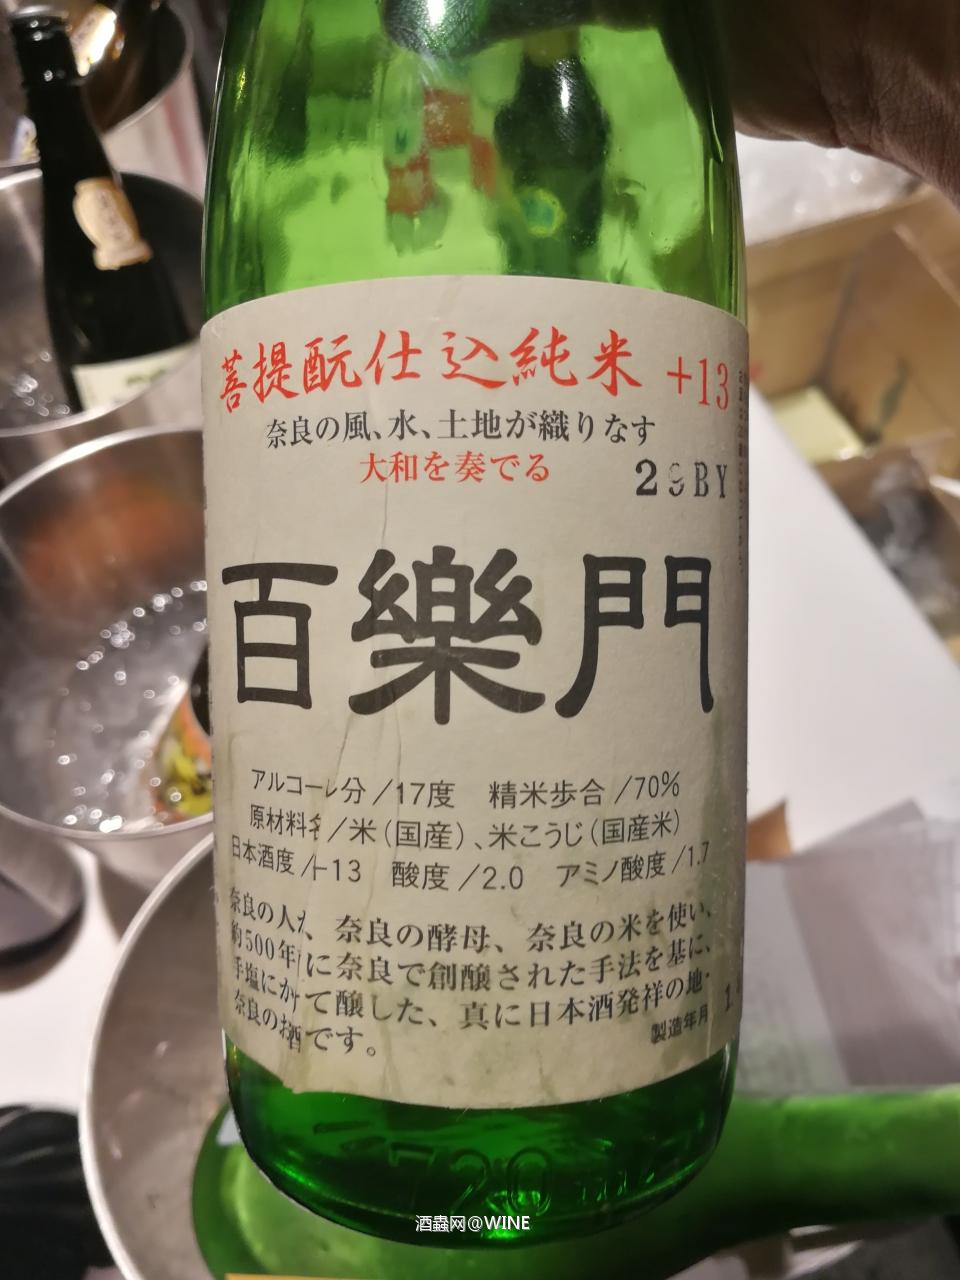 菩提酛仕込純米 +13
奈良の風、水、土地が織りなす
大和を奏でる
29BY
百樂門
アルコール分/17度 精米歩合/70%
原材料名/米(国産)、米こうじ(国産米)
日本酒度/+13 酸度/2.0 アミノ酸度/1.7
奈良の人が、奈良の酵母、奈良の米を使い、
約500年前に奈良で創醸された手法を基に、
手塩にかけて醸した、真に日本酒発祥の地・
奈良のお酒です。
製造年月
720ml
酒蟲网@WINE